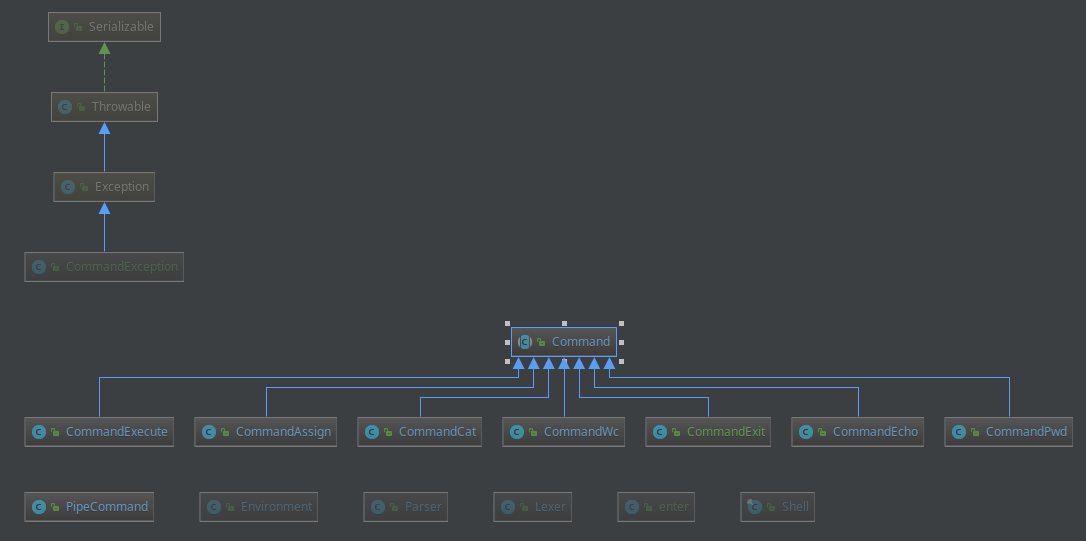 Serializable
Throwable
Exception
CommandException
Command
CommandExecute CommandAssign CommandCat CommandWc CommandExit CommandEcho CommandPwd
PipeCommand Environment Parser Lexer enter Shell